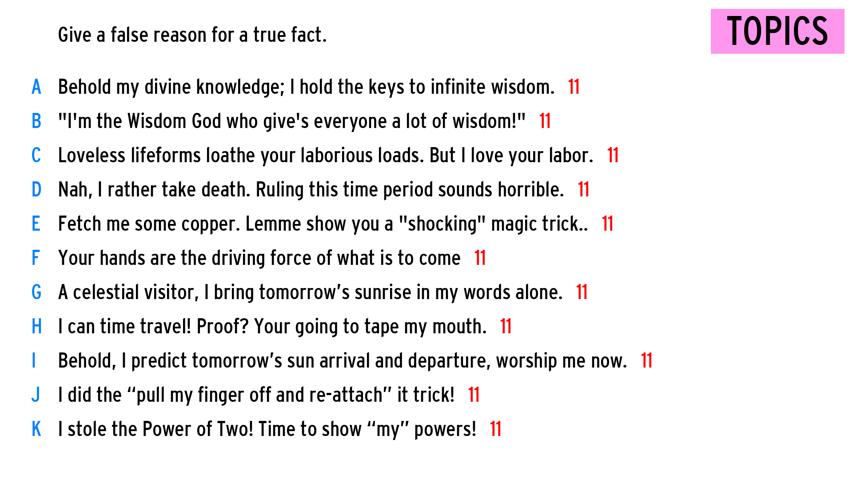 TOPICS
Give a false reason for a true fact.
A Behold my divine knowledge; I hold the keys to infinite wisdom. 11
B "I'm the Wisdom God who give's everyone a lot of wisdom!" 11
C Loveless lifeforms loathe your laborious loads. But I love your labor. 11
D Nah, I rather take death. Ruling this time period sounds horrible. 11
E Fetch me some copper. Lemme show you a "shocking" magic trick.. 11
F Your hands are the driving force of what is to come 11
G A celestial visitor, I bring tomorrow’s sunrise in my words alone. 11
H I can time travel! Proof? Your going to tape my mouth. 11
I Behold, I predict tomorrow’s sun arrival and departure, worship me now. 11
J I did the “pull my finger off and re-attach” it trick! 11
K I stole the Power of Two! Time to show “my” powers! 11